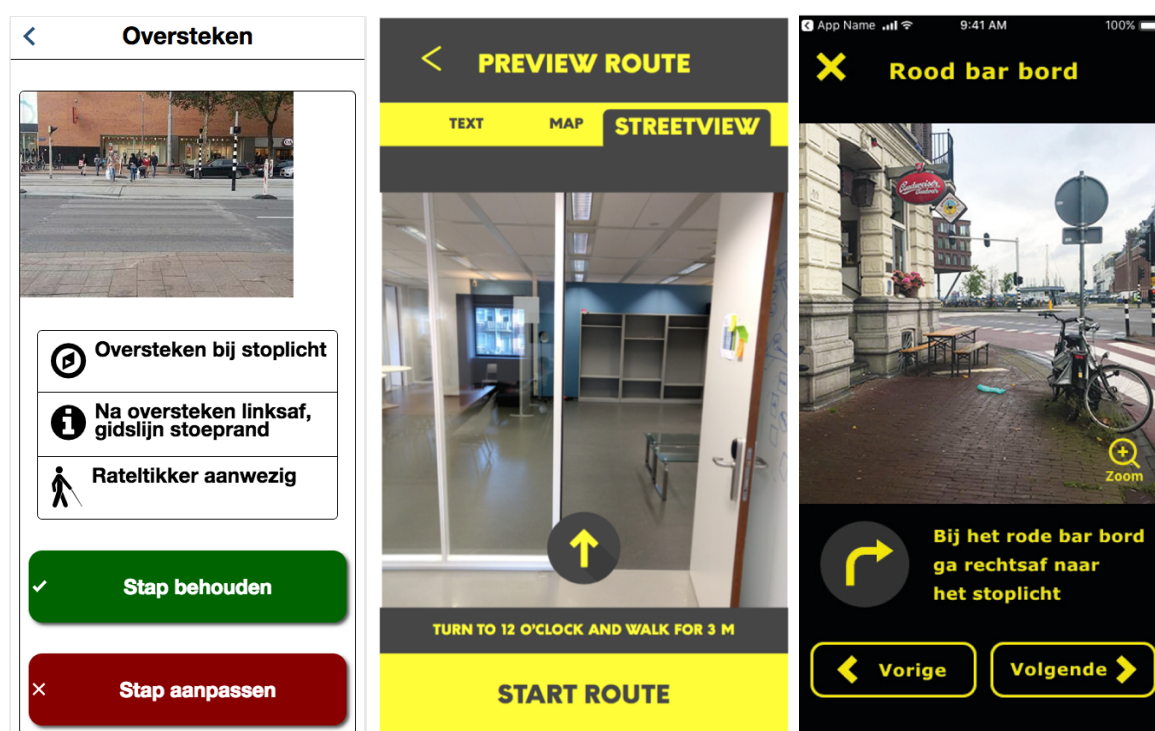 Oversteken
Oversteken bij stoplicht
Na oversteken linksaf,
gidslijn stoeprand
Rateltikker aanwezig
Stap behouden
Stap aanpassen
PREVIEW ROUTE
TEXT
MAP
STREETVIEW
TURN TO 12 O'CLOCK AND WALK FOR 3 M
START ROUTE
App Name
9:41 AM
100%
Rood bar bord
Budweiser
Zoom
Bij het rode bar bord
ga rechtsaf naar
het stoplicht
Vorige
Volgende